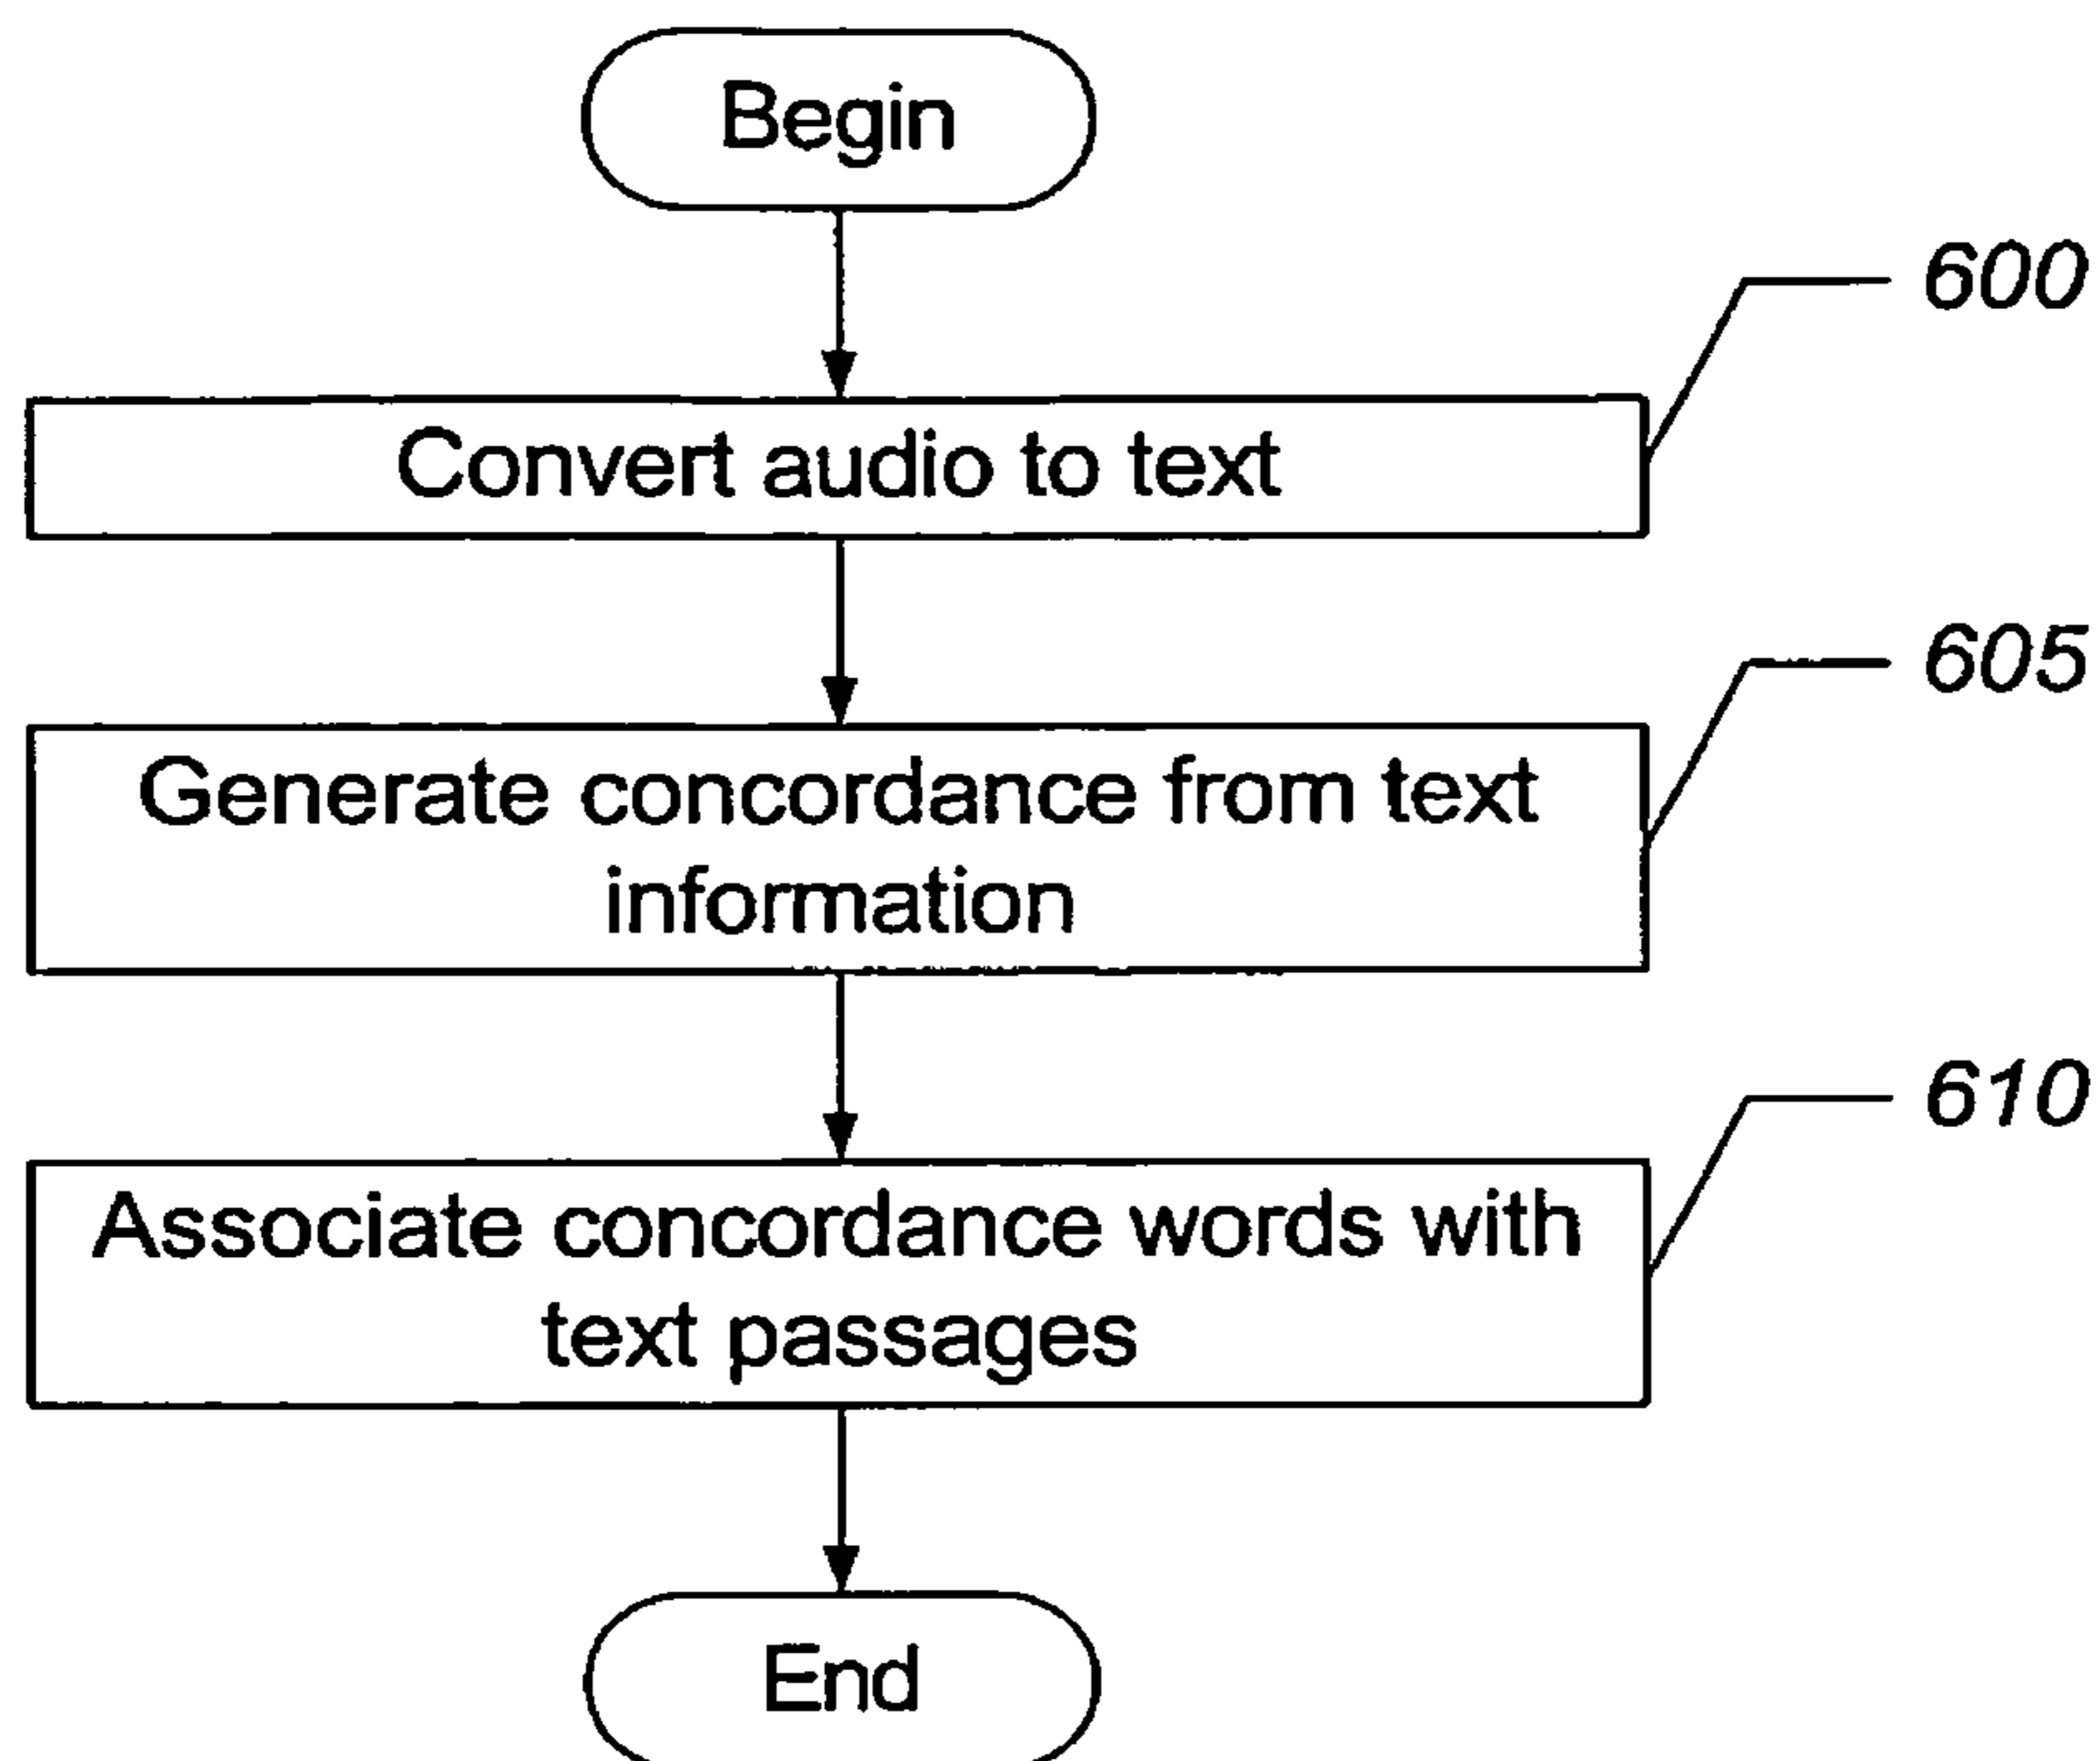 Begin
600
Convert audio to text
605
Generate concordance from text
information
610
Associate concordance words with
text passages
End